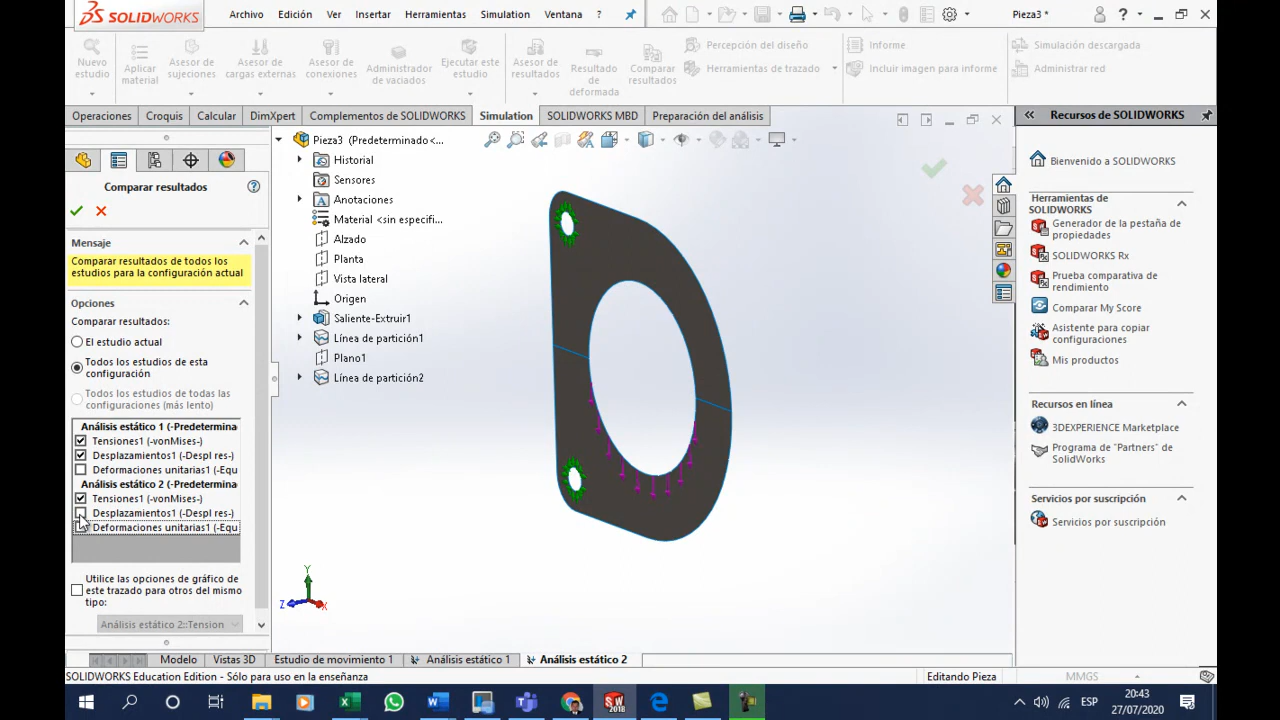 SOLIDWORKS
Archivo Edición Ver Insertar Herramientas Simulation Ventana ?
Pieza3 *
Nuevo estudio
Aplicar material
Asesor de sujeciones
Asesor de cargas externas
Asesor de conexiones
Administrador de vaciados
Ejecutar este estudio
Asesor de resultados
Resultado de deformada
Comparar resultados
Percepción del diseño
Herramientas de trazado
Informe
Incluir imagen para informe
Simulación descargada
Administrar red
Operaciones Croquis Calcular DimXpert Complementos de SOLIDWORKS Simulation SOLIDWORKS MBD Preparación del análisis
Comparar resultados
?
Mensaje
Comparar resultados de todos los
estudios para la configuración actual
Opciones
Comparar resultados:
El estudio actual
Todos los estudios de esta
configuración
Todos los estudios de todas las
configuraciones (más lento)
Análisis estático 1 (-Predetermina
Tensiones1 (-vonMises-)
Desplazamientos1 (-Despl res-)
Deformaciones unitarias1 (-Equ
Análisis estático 2 (-Predetermina
Tensiones1 (-vonMises-)
Desplazamientos1 (-Despl res-)
Deformaciones unitarias1 (-Equ
Utilice las opciones de gráfico de
este trazado para otros del mismo
tipo:
Análisis estático 2::Tension
Pieza3 (Predeterminado<...
Historial
Sensores
Anotaciones
Material <sin especifi...
Alzado
Planta
Vista lateral
Origen
Saliente-Extruir1
Línea de partición1
Plano1
Línea de partición2
Y
Z
X
Recursos de SOLIDWORKS
Bienvenido a SOLIDWORKS
Herramientas de
SOLIDWORKS
Generador de la pestaña de
propiedades
SOLIDWORKS Rx
Prueba comparativa de
rendimiento
Comparar My Score
Asistente para copiar
configuraciones
Mis productos
Recursos en línea
3DEXPERIENCE Marketplace
Programa de "Partners" de
SolidWorks
Servicios por suscripción
Servicios por suscripción
Modelo Vistas 3D Estudio de movimiento 1 Análisis estático 1 Análisis estático 2
SOLIDWORKS Education Edition - Sólo para uso en la enseñanza
Editando Pieza
MMGS
SW
2018
ESP
20:43
27/07/2020